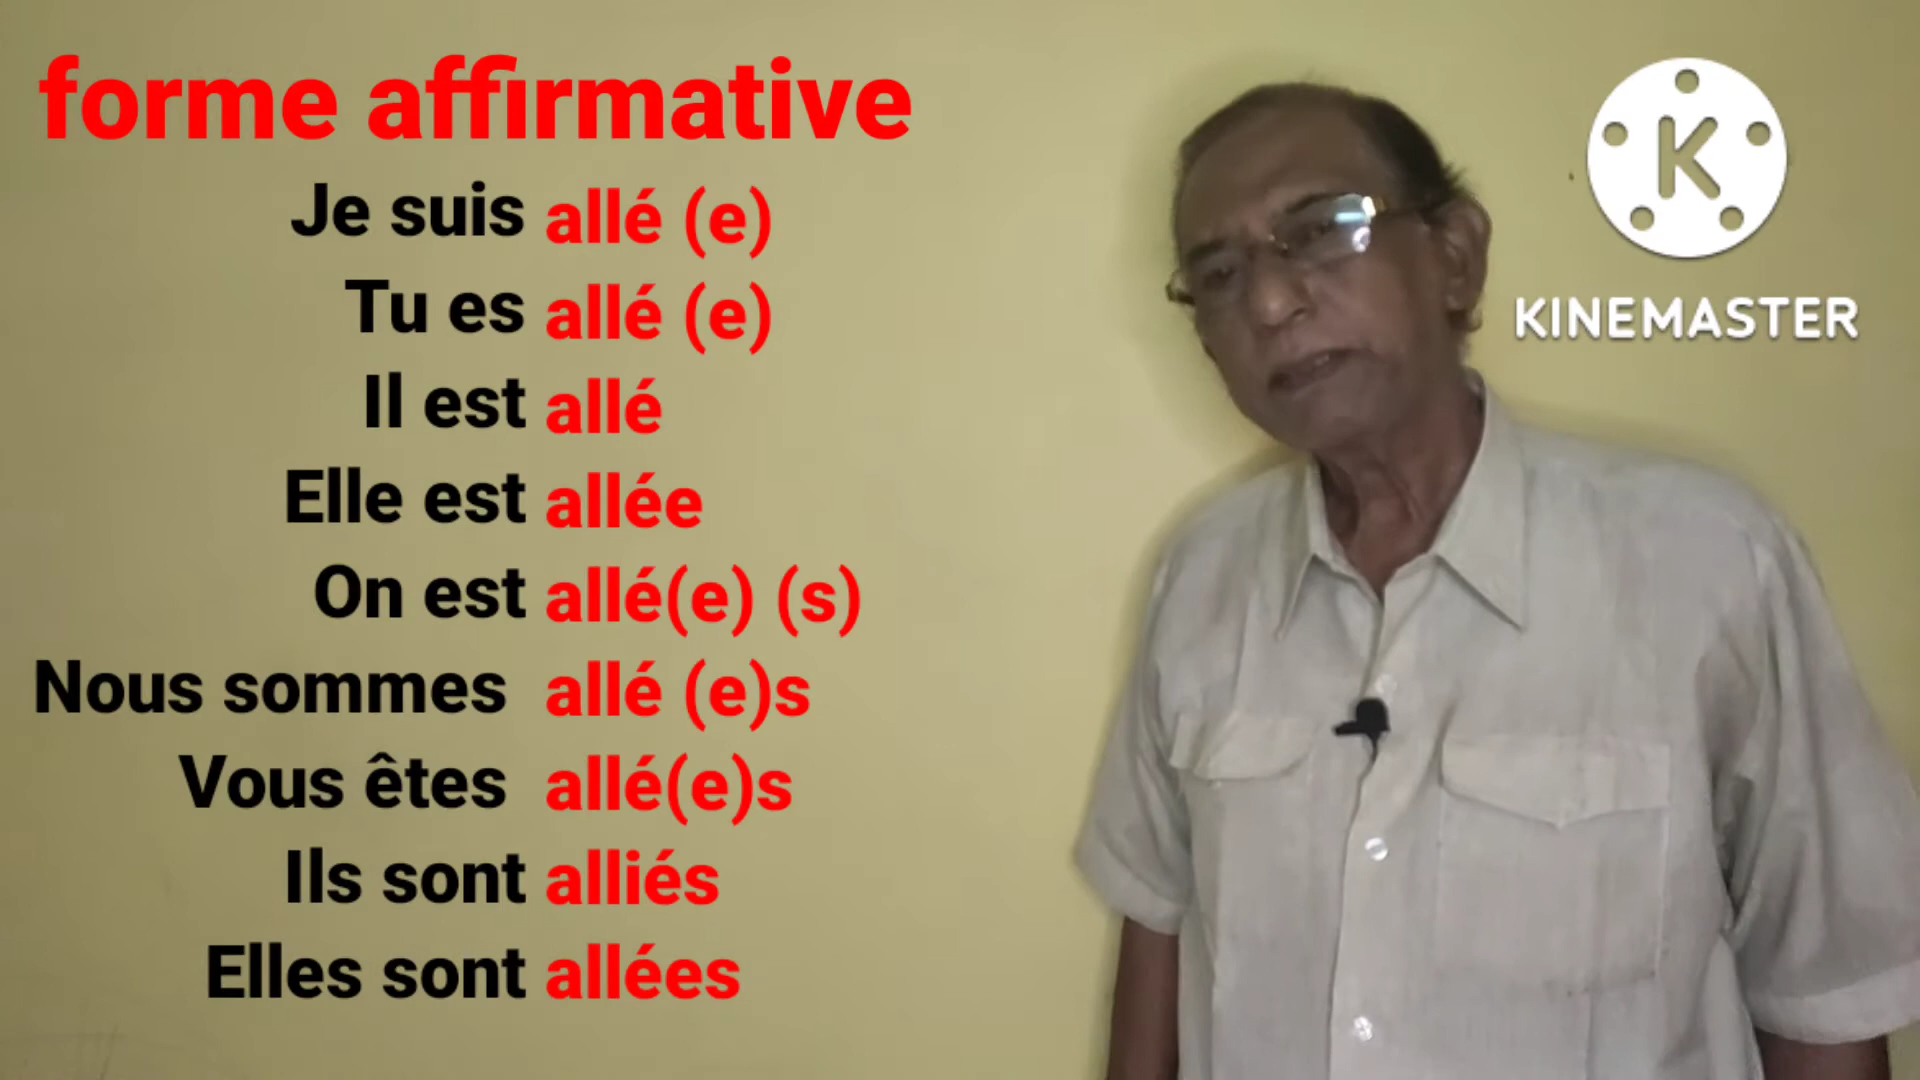 forme affirmative
Je suis allé (e)
Tu es allé (e)
Il est allé
Elle est allée
On est allé(e) (s)
Nous sommes allé (e)s
Vous êtes allé(e)s
Ils sont alliés
Elles sont allées
K
KINEMASTER